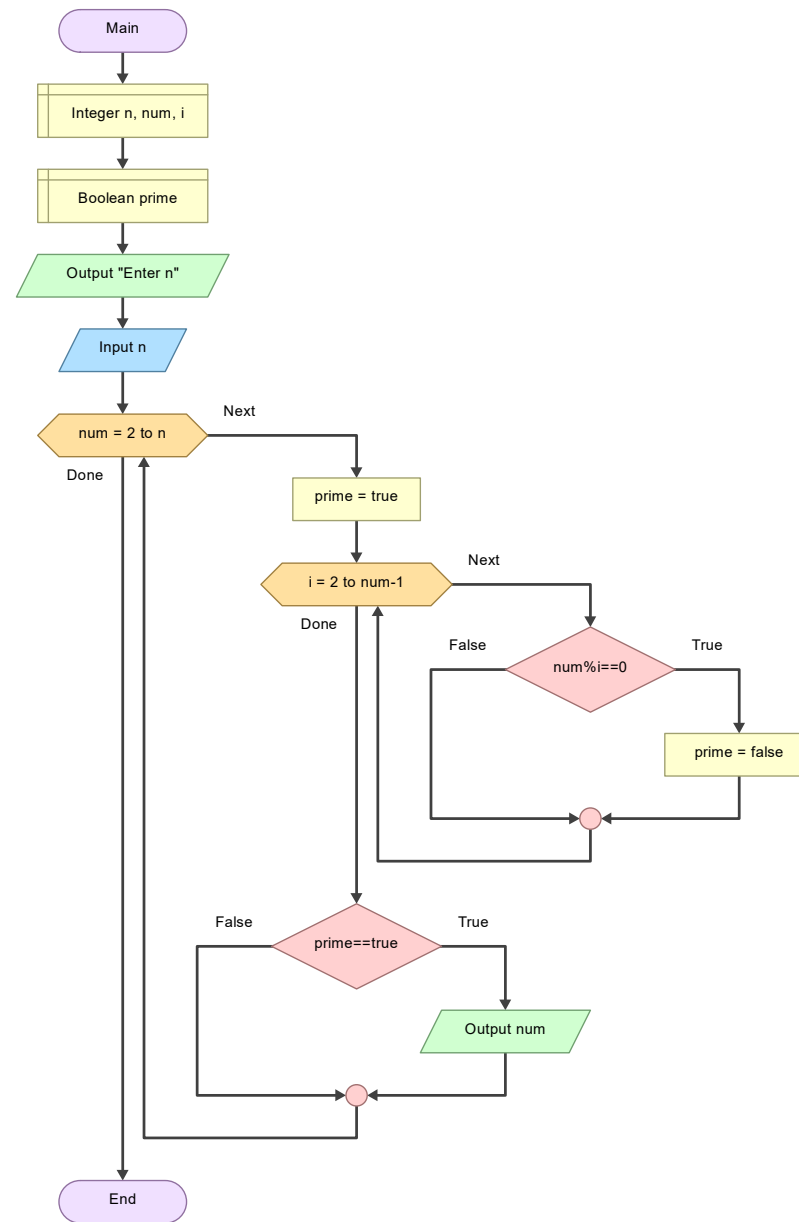 Main
Integer n, num, i
Boolean prime
Output "Enter n"
Input n
num = 2 to n
Next
Done
prime = true
i = 2 to num-1
Next
Done
num%i==0
False
True
prime = false
prime==true
False
True
Output num
End